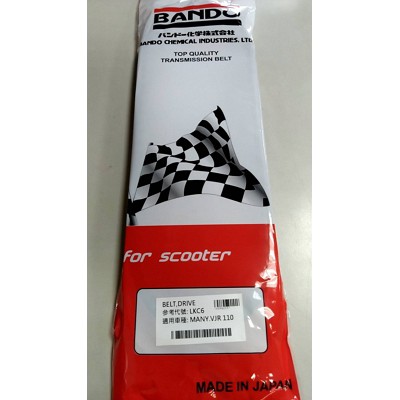 BANDO
バンドー化学株式会社
BANDO CHEMICAL INDUSTRIES, LTD
TOP QUALITY
TRANSMISSION BELT
for scooter
BELT,DRIVE
參考代號: LKC6
適用車種: MANY.VJR 110
MADE IN JAPAN